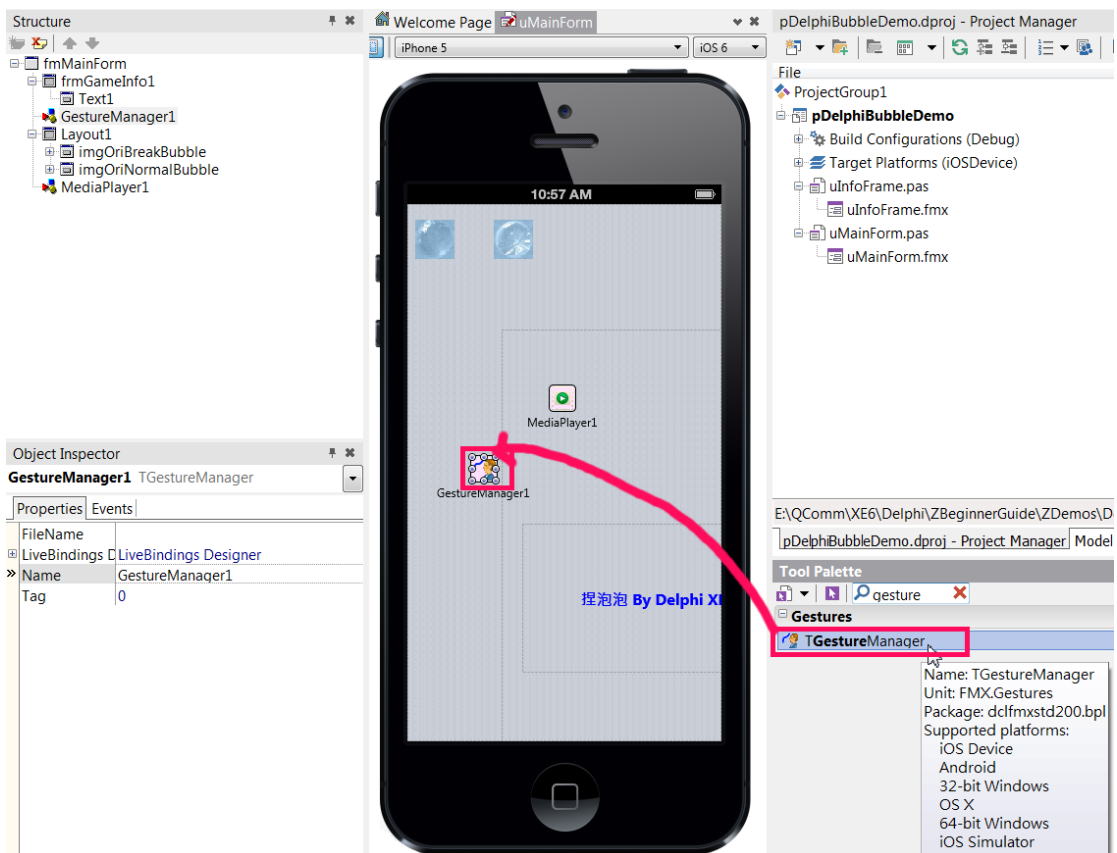 Structure
fmMainForm
frmGameInfo1
Text1
GestureManager1
Layout1
imgOriBreakBubble
imgOriNormalBubble
MediaPlayer1
Object Inspector
GestureManager1 TGestureManager
Properties Events
FileName
LiveBindings D LiveBindings Designer
Name GestureManager1
Tag 0
Welcome Page uMainForm
iPhone 5 iOS 6
10:57 AM
MediaPlayer1
GestureManager1
捏泡泡 By Delphi XE
pDelphiBubbleDemo.dproj - Project Manager
File
ProjectGroup1
pDelphiBubbleDemo
Build Configurations (Debug)
Target Platforms (iOSDevice)
uInfoFrame.pas
uInfoFrame.fmx
uMainForm.pas
uMainForm.fmx
E:\QComm\XE6\Delphi\ZBeginnerGuide\ZDemos\D
pDelphiBubbleDemo.dproj - Project Manager Model
Tool Palette
gesture
Gestures
TGestureManager
Name: TGestureManager
Unit: FMX.Gestures
Package: dclfmxstd200.bpl
Supported platforms:
iOS Device
Android
32-bit Windows
OS X
64-bit Windows
iOS Simulator